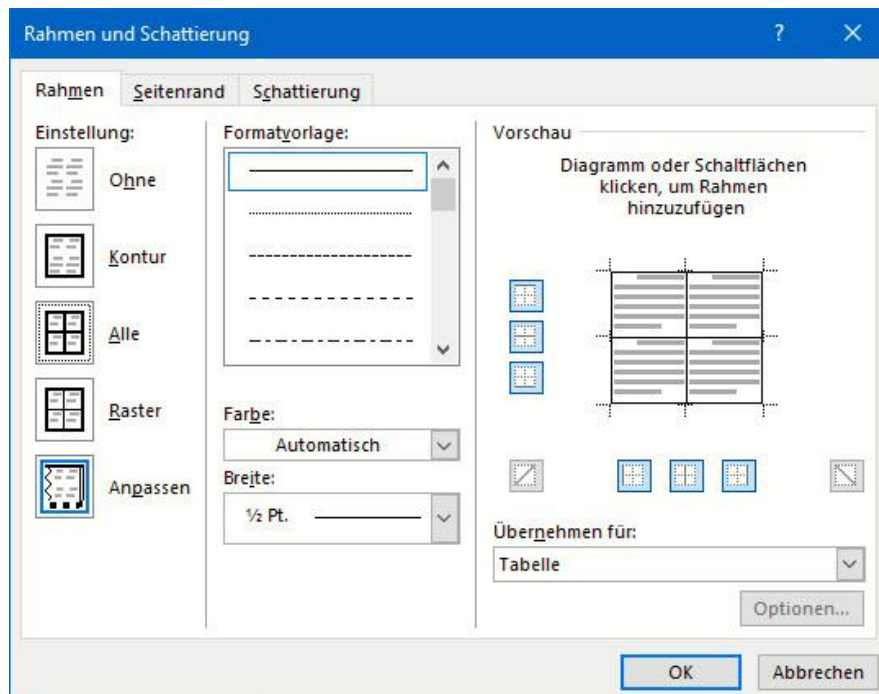 Rahmen und Schattierung ?
Rahmen Seitenrand Schattierung
Einstellung:
Ohne
Kontur
Alle
Raster
Anpassen
Formatvorlage:
Farbe:
Automatisch
Breite:
½ Pt.
Vorschau
Diagramm oder Schaltflächen
klicken, um Rahmen
hinzuzufügen
Übernehmen für:
Tabelle
Optionen...
OK Abbrechen